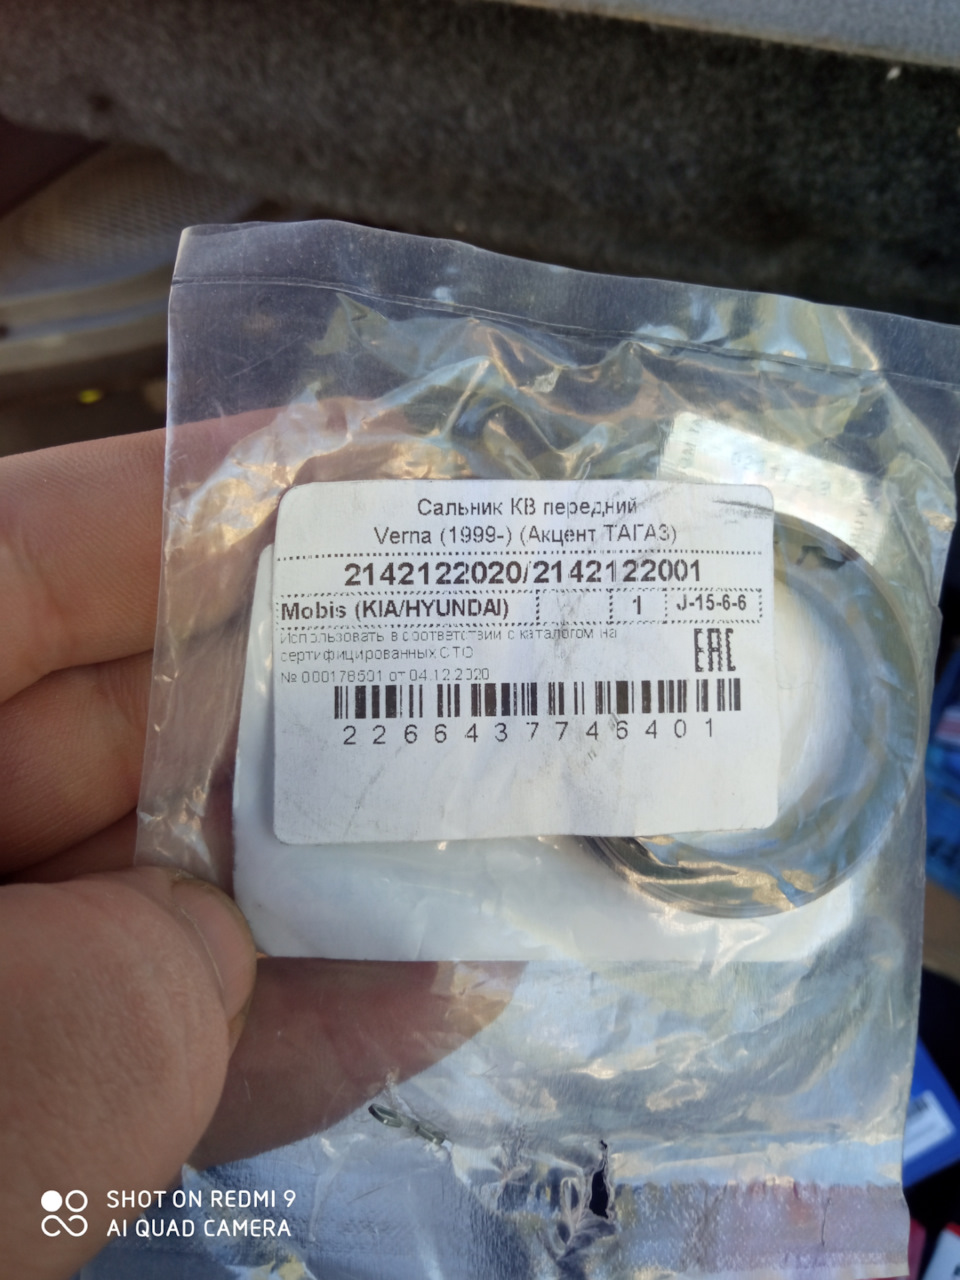 Сальник КВ передний
Verna (1999-) (Акцент ТАГАЗ)
2142122020/2142122001
Mobis (KIA/HYUNDAI) 1 J-15-6-6
Использовать в соответствии с каталогом на
сертифицированных СТО
EAC
№ 000178601 от 04.12.2020
2266437746401
SHOT ON REDMI 9
AI QUAD CAMERA